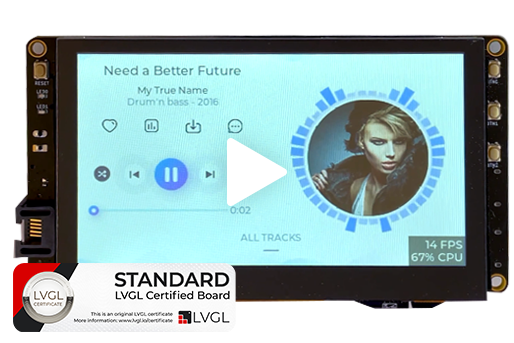 Need a Better Future
My True Name
Drum'n bass - 2016
RESET
0:02
ALL TRACKS
14 FPS
67% CPU
STANDARD
LVGL Certified Board
LVGL
CERTIFICATE
This is an original LVGL certificate
More information: www.lvgl.io/certificate
LVGL